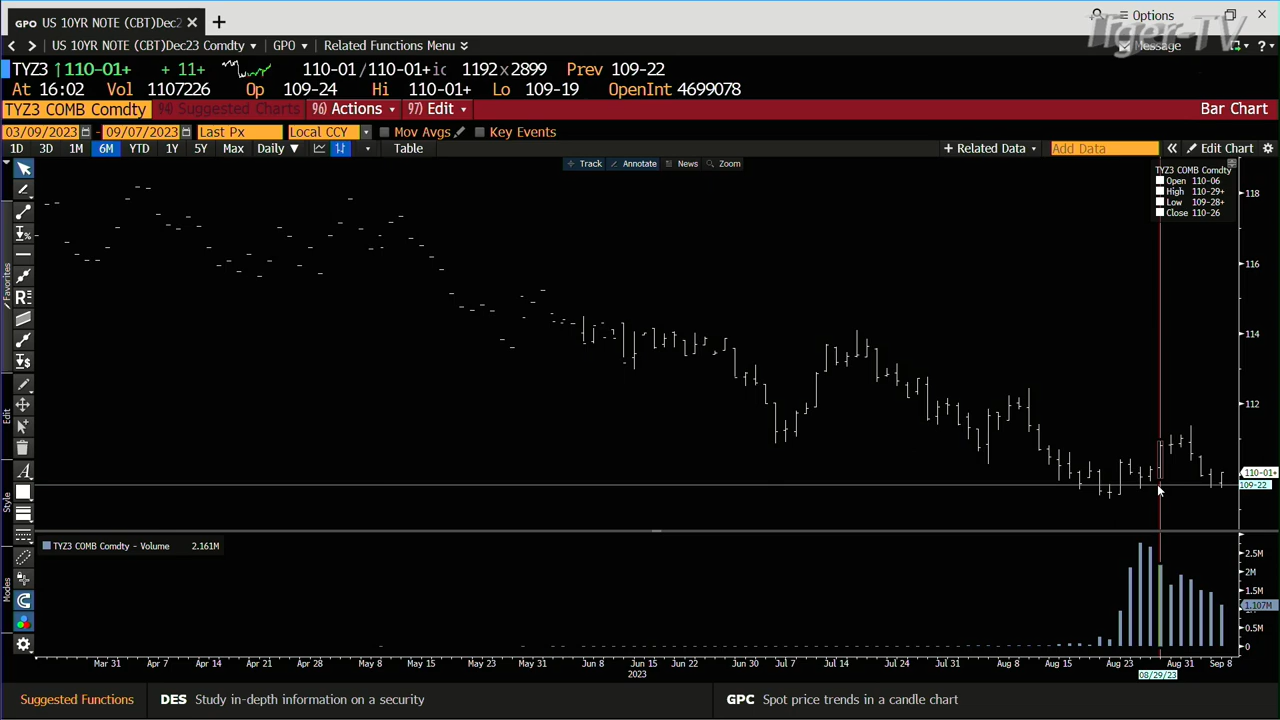 GPO US 10YR NOTE (CBT)Dec2
Options
Tiger-TV
US 10YR NOTE (CBT)Dec23 Comdty GPO Related Functions Menu
Message
TYZ3 ↑110-01+ + 11+ 110-01/110-01+ic 1192x2899 Prev 109-22
At 16:02 Vol 1107226 Op 109-24 Hi 110-01+ Lo 109-19 OpenInt 4699078
TYZ3 COMB Comdty 94) Suggested Charts 96) Actions 97) Edit Bar Chart
03/09/2023 - 09/07/2023 Last Px Local CCY Mov Avgs Key Events
1D 3D 1M 6M YTD 1Y 5Y Max Daily ▼ Table + Related Data Add Data « Edit Chart
Track Annotate News Zoom
TYZ3 COMB Comdty
Open 110-06
High 110-29+
Low 109-28+
Close 110-26
118
116
114
112
110-01+
109-22
Favorites
Edit
Style
Modes
TYZ3 COMB Comdty - Volume 2.161M
2.5M
2M
1.107M
0.5M
0
Mar 31 Apr 7 Apr 14 Apr 21 Apr 28 May 8 May 15 May 23 May 31 Jun 8 Jun 15 Jun 22 Jun 30 Jul 7 Jul 14 Jul 24 Jul 31 Aug 8 Aug 15 Aug 23 Aug 31 Sep 8
2023
08/29/23
Suggested Functions DES Study in-depth information on a security GPC Spot price trends in a candle chart